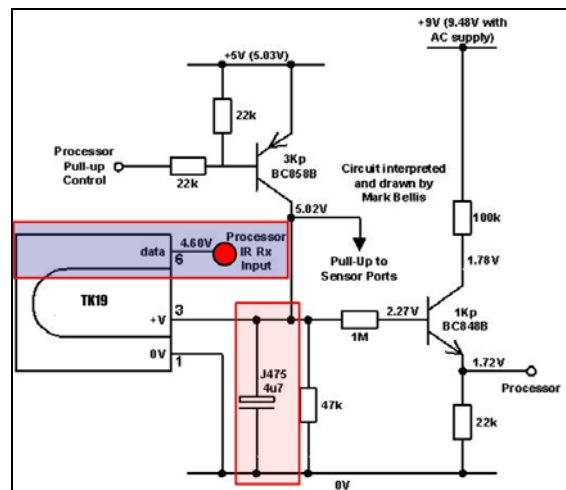 +9V (9.48V with
AC supply)
+5V (5.03V)
22k
Processor
Pull-up
Control
22k
3Kp
BC858B
Circuit interpreted
and drawn by
Mark Bellis
5.02V
100k
data
4.60V
6
Processor
IR Rx
Input
Pull-Up to
Sensor Ports
1.78V
TK19
+V
3
1M
2.27V
1Kp
BC848B
0V
1
J475
4u7
47k
1.72V
Processor
22k
0V